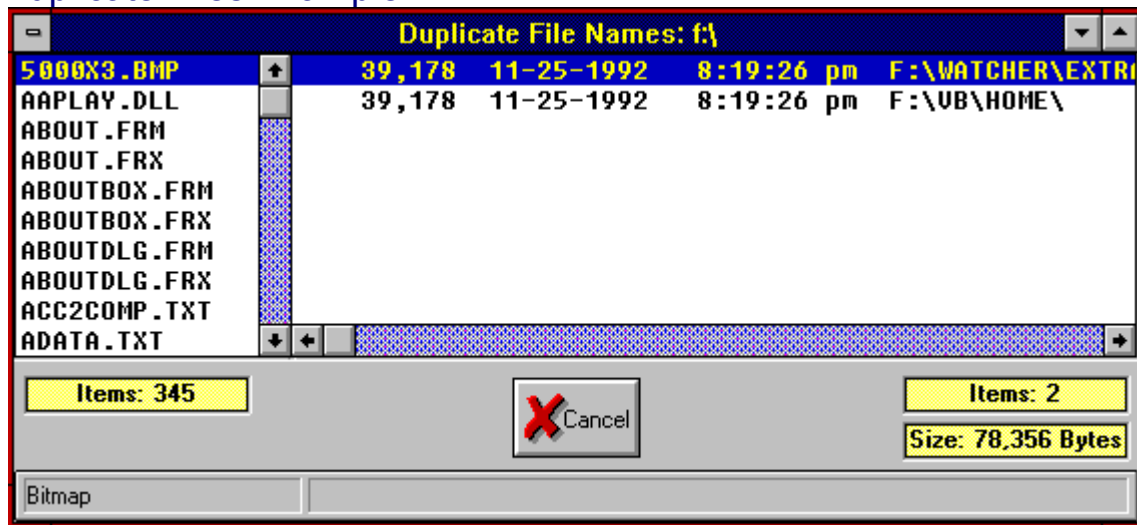 Duplicate File Names: f:\
5000X3.BMP
AAPLAY.DLL
ABOUT.FRM
ABOUT.FRX
ABOUTBOX.FRM
ABOUTBOX.FRX
ABOUTDLG.FRM
ABOUTDLG.FRX
ACC2COMP.TXT
ADATA.TXT
39,178 11-25-1992 8:19:26 pm F:\WATCHER\EXTR
39,178 11-25-1992 8:19:26 pm F:\VB\HOME\
Items: 345
Cancel
Items: 2
Size: 78,356 Bytes
Bitmap